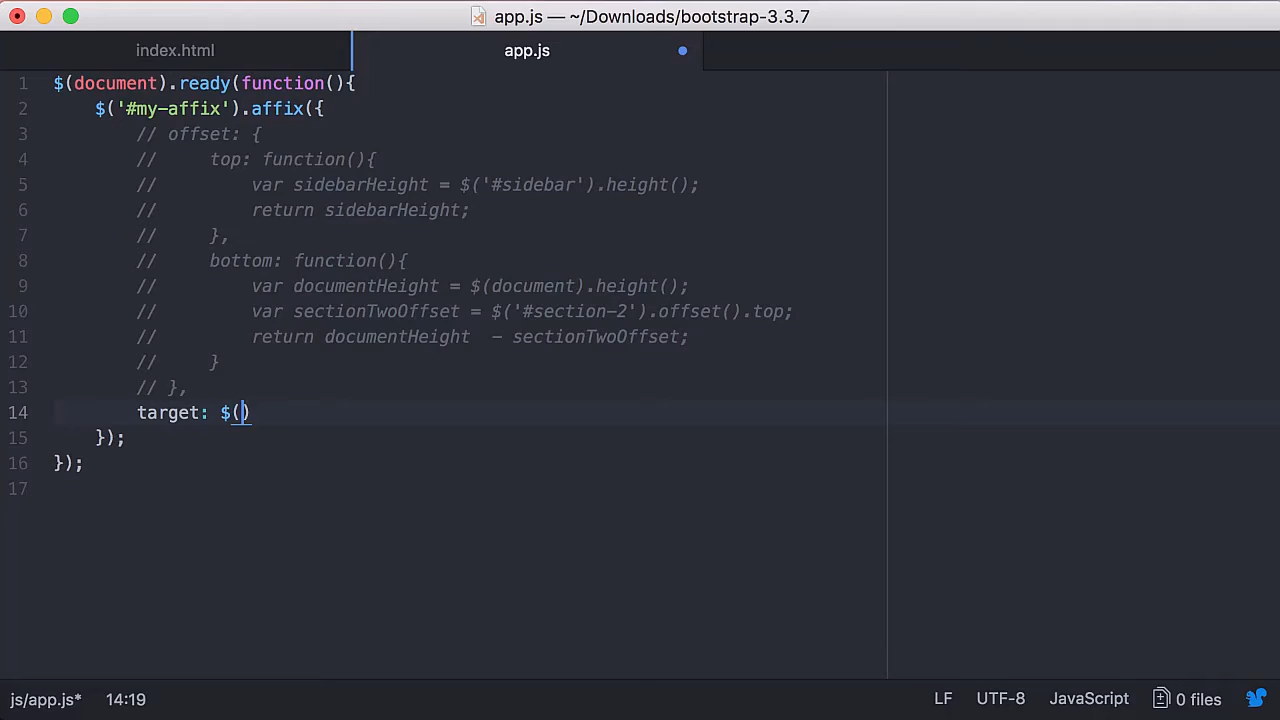 app.js — ~/Downloads/bootstrap-3.3.7
index.html
app.js
1 $(document).ready(function(){
2 $('#my-affix').affix({
3 // offset: {
4 // top: function(){
5 // var sidebarHeight = $('#sidebar').height();
6 // return sidebarHeight;
7 // },
8 // bottom: function(){
9 // var documentHeight = $(document).height();
10 // var sectionTwoOffset = $('#section-2').offset().top;
11 // return documentHeight  - sectionTwoOffset;
12 // }
13 // },
14 target: $()
15 });
16 });
17
js/app.js* 14:19 LF UTF-8 JavaScript 0 files